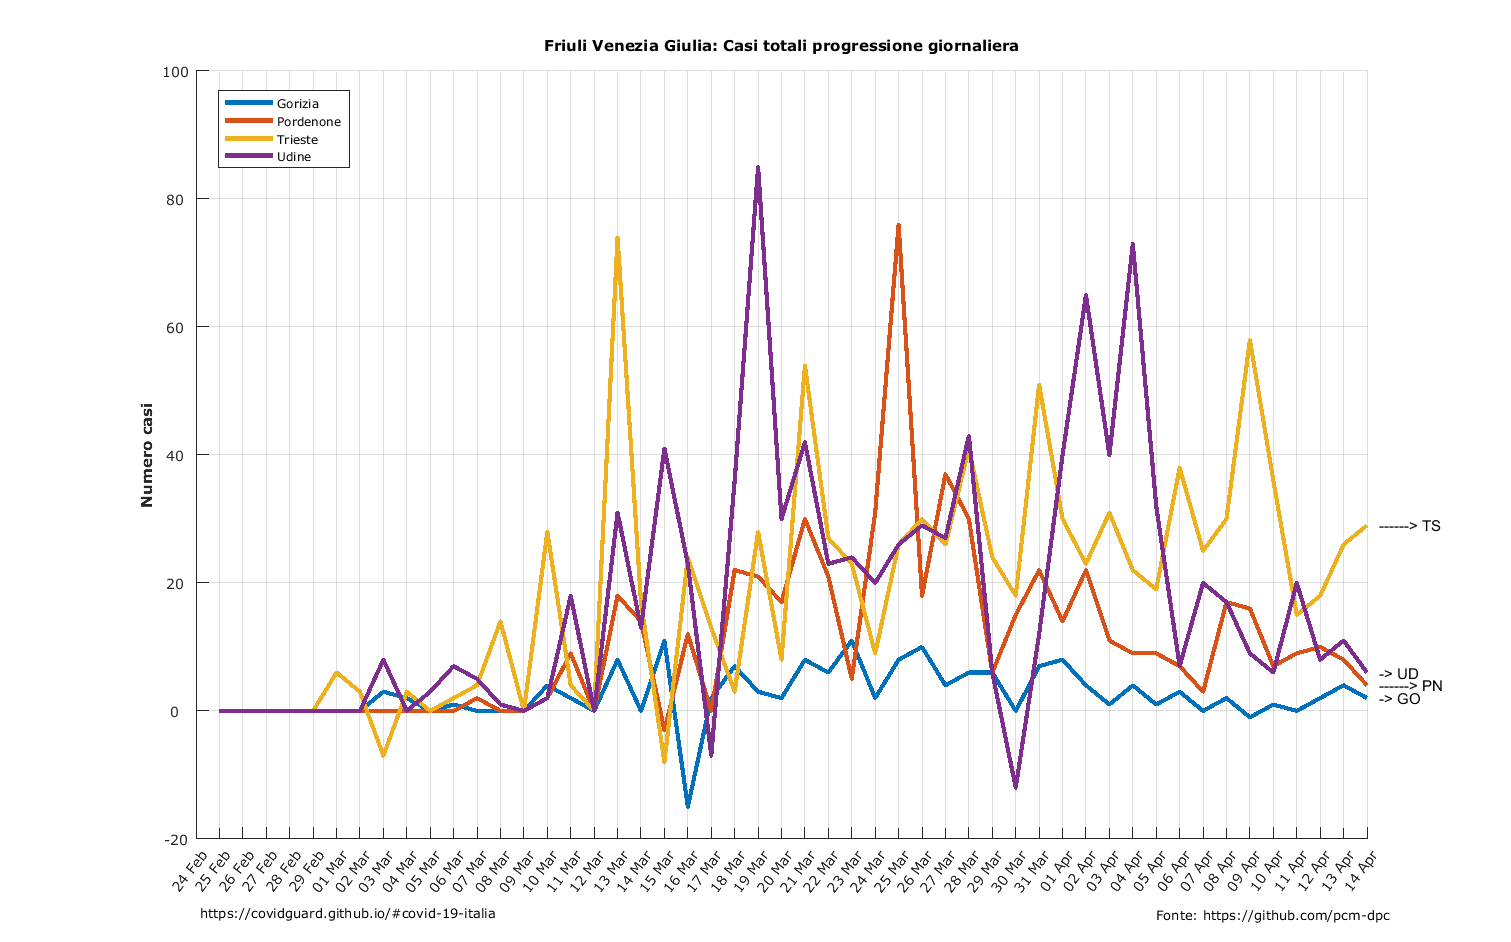 Friuli Venezia Giulia: Casi totali progressione giornaliera
100
80
60
40
20
0
-20
Numero casi
Gorizia
Pordenone
Trieste
Udine
------> TS
-> UD
------> PN
-> GO
24 Feb
25 Feb
26 Feb
27 Feb
28 Feb
29 Feb
01 Mar
02 Mar
03 Mar
04 Mar
05 Mar
06 Mar
07 Mar
08 Mar
09 Mar
10 Mar
11 Mar
12 Mar
13 Mar
14 Mar
15 Mar
16 Mar
17 Mar
18 Mar
19 Mar
20 Mar
21 Mar
22 Mar
23 Mar
24 Mar
25 Mar
26 Mar
27 Mar
28 Mar
29 Mar
30 Mar
31 Mar
01 Apr
02 Apr
03 Apr
04 Apr
05 Apr
06 Apr
07 Apr
08 Apr
09 Apr
10 Apr
11 Apr
12 Apr
13 Apr
14 Apr
https://covidguard.github.io/#covid-19-italia
Fonte: https://github.com/pcm-dpc